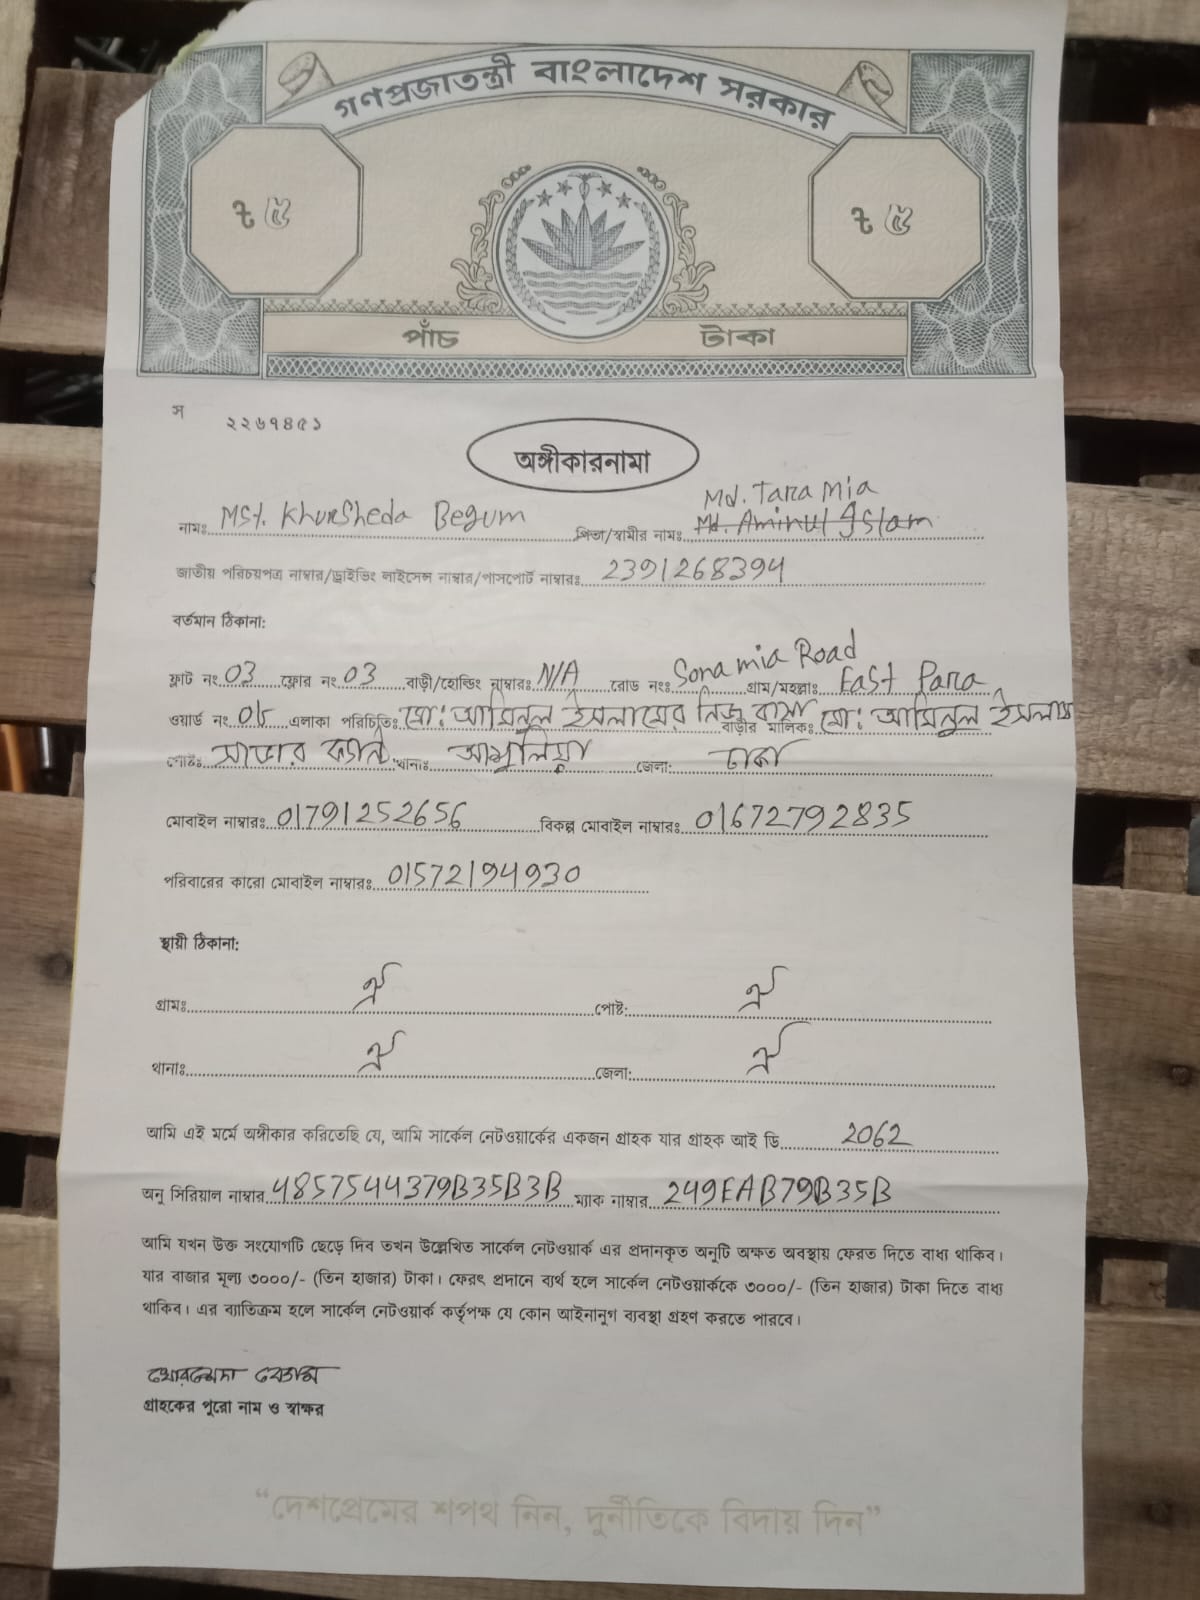 গণপ্রজাতন্ত্রী বাংলাদেশ সরকার
ট ৫ ট ৫
পাঁচ টাকা
স ২২৬৭৪৫১
অঙ্গীকারনামা
Md. Tara Mia
নামঃ MSt. Khursheda Begum পিতা/স্বামীর নামঃ Md. Aminul Islam
জাতীয় পরিচয়পত্র নাম্বার/ড্রাইভিং লাইসেন্স নাম্বার/পাসপোর্ট নাম্বারঃ 2391268394
বর্তমান ঠিকানা:
ফ্লাট নং 03 ফ্লোর নং 03 বাড়ী/হোল্ডিং নাম্বারঃ N/A রোড নংঃ Sona mia Road গ্রাম/মহল্লাঃ East Para
ওয়ার্ড নং 05 এলাকা পরিচিতিঃ মো: আমিনুল ইসলামের নিজ বাসা বাড়ীর মালিক: মো: আমিনুল ইসলাম
পোষ্টঃ সাভার ক্যান্ট থানাঃ আশুলিয়া জেলা: ঢাকা
মোবাইল নাম্বারঃ 01791252656 বিকল্প মোবাইল নাম্বারঃ 01672792835
পরিবারের কারো মোবাইল নাম্বারঃ 01572194930
স্থায়ী ঠিকানা:
গ্রামঃ ঐ পোষ্ট: ঐ
থানাঃ ঐ জেলা: ঐ
আমি এই মর্মে অঙ্গীকার করিতেছি যে, আমি সার্কেল নেটওয়ার্কের একজন গ্রাহক যার গ্রাহক আই ডি 2062
অনু সিরিয়াল নাম্বার 4857544379B35B3B ম্যাক নাম্বার 249EAB79B35B
আমি যখন উক্ত সংযোগটি ছেড়ে দিব তখন উল্লেখিত সার্কেল নেটওয়ার্ক এর প্রদানকৃত অনুটি অক্ষত অবস্থায় ফেরত দিতে বাধ্য থাকিব।
যার বাজার মূল্য ৩০০০/- (তিন হাজার) টাকা। ফেরৎ প্রদানে ব্যর্থ হলে সার্কেল নেটওয়ার্ককে ৩০০০/- (তিন হাজার) টাকা দিতে বাধ্য
থাকিব। এর ব্যাতিক্রম হলে সার্কেল নেটওয়ার্ক কর্তৃপক্ষ যে কোন আইনানুগ ব্যবস্থা গ্রহণ করতে পারবে।
খোরশেদা বেগম
গ্রাহকের পুরো নাম ও স্বাক্ষর
“দেশপ্রেমের শপথ নিন, দুর্নীতিকে বিদায় দিন”